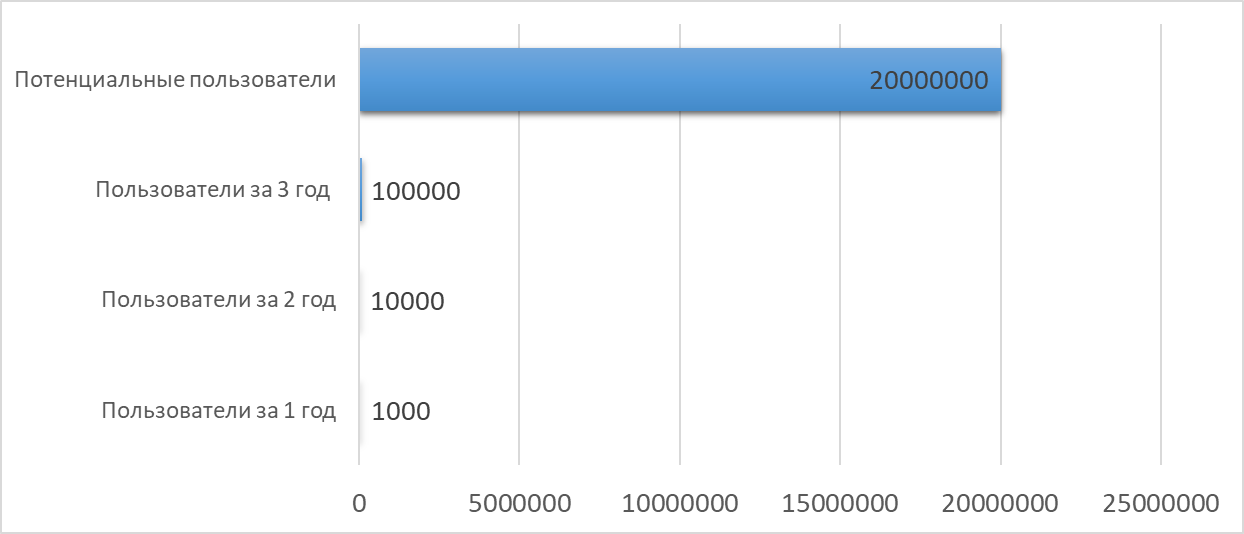 Потенциальные пользователи 20000000
Пользователи за 3 год 100000
Пользователи за 2 год 10000
Пользователи за 1 год 1000
0 5000000 10000000 15000000 20000000 25000000